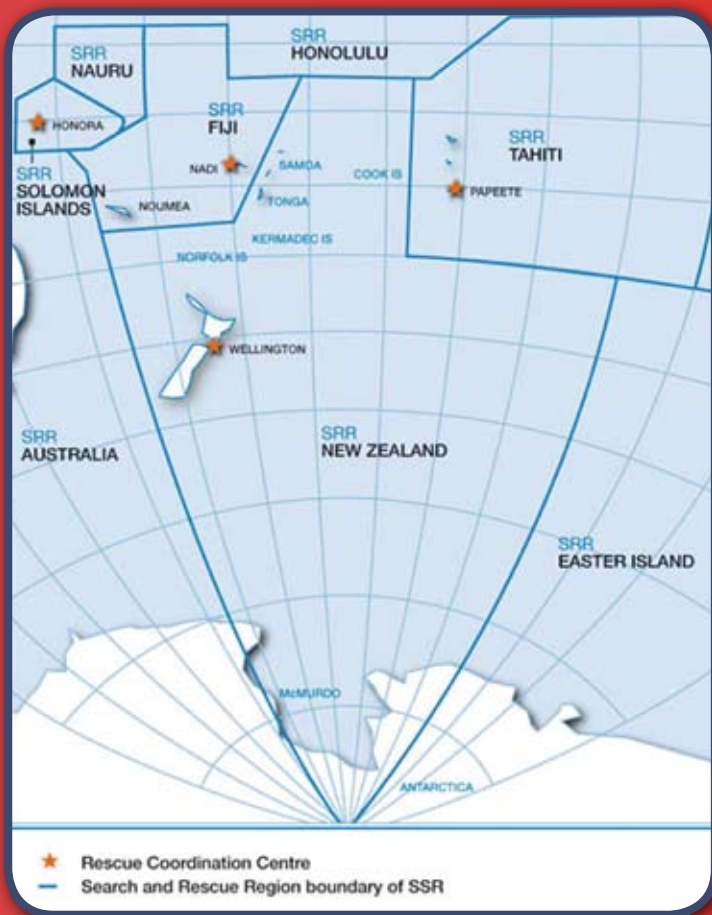 SRR
HONOLULU
SRR
NAURU
HONORA
SRR
FIJI
SRR
TAHITI
NADI
SAMOA
COOK IS
SRR
SOLOMON
ISLANDS
PAPEETE
NOUMEA
TONGA
KERMADEC IS
NORFOLK IS
WELLINGTON
SRR
AUSTRALIA
SRR
NEW ZEALAND
SRR
EASTER ISLAND
McMURDO
ANTARCTICA
Rescue Coordination Centre
Search and Rescue Region boundary of SSR